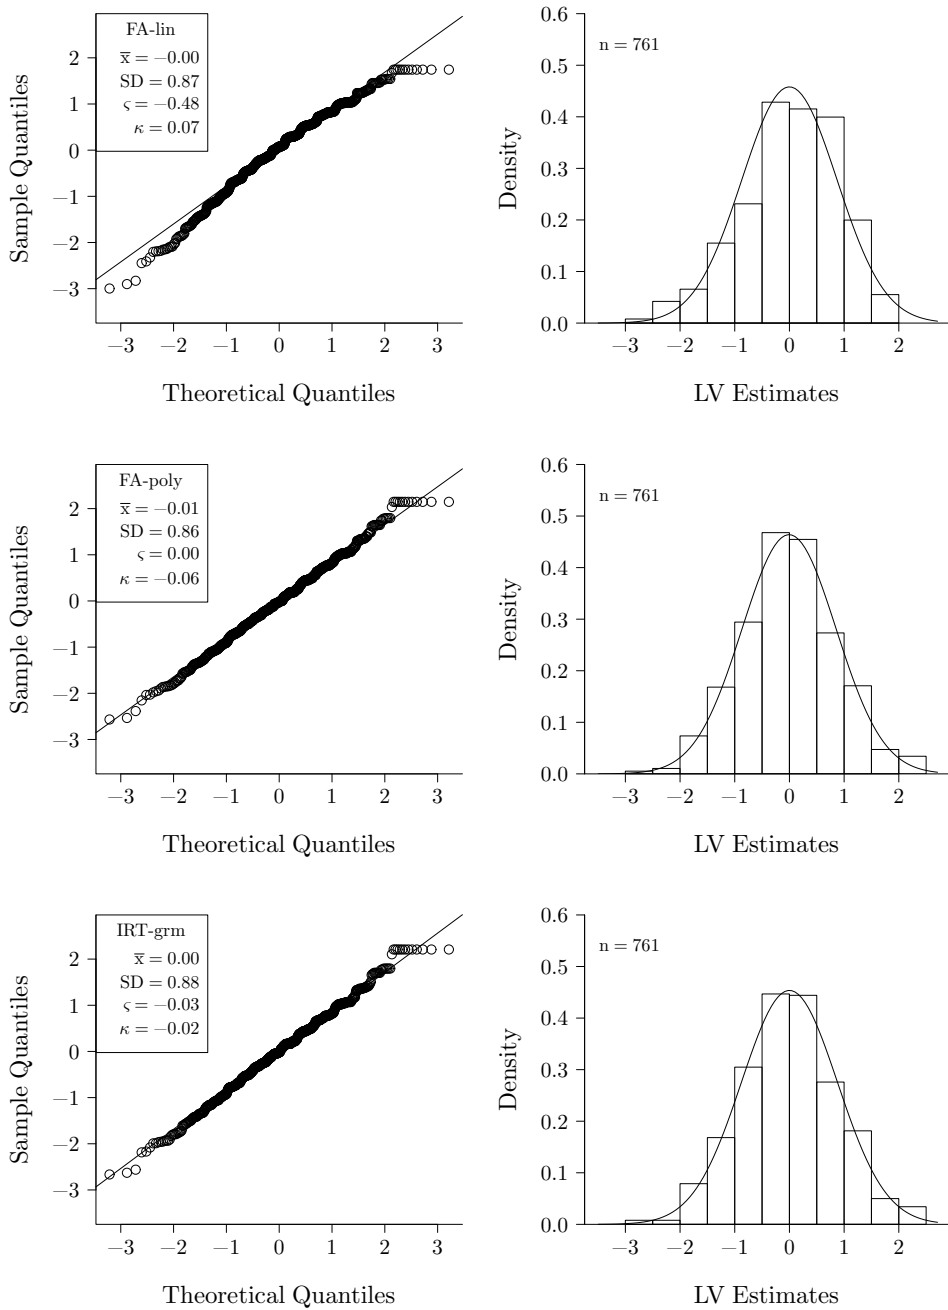 FA-lin
x̅ = −0.00
SD = 0.87
ς = −0.48
κ = 0.07
Sample Quantiles
2
1
0
−1
−2
−3
−3 −2 −1 0 1 2 3
Theoretical Quantiles
n = 761
Density
0.6
0.5
0.4
0.3
0.2
0.1
0.0
−3 −1 0 1 2
LV Estimates
FA-poly
x̅ = −0.01
SD = 0.86
ς = 0.00
κ = −0.06
Sample Quantiles
2
1
0
−1
−2
−3
−3 −2 −1 0 1 2 3
Theoretical Quantiles
n = 761
Density
0.6
0.5
0.4
0.3
0.2
0.1
0.0
−3 −1 0 1 2
LV Estimates
IRT-grm
x̅ = 0.00
SD = 0.88
ς = −0.03
κ = −0.02
Sample Quantiles
2
1
0
−1
−2
−3
−3 −2 −1 0 1 2 3
Theoretical Quantiles
n = 761
Density
0.6
0.5
0.4
0.3
0.2
0.1
0.0
−3 −1 0 1 2
LV Estimates